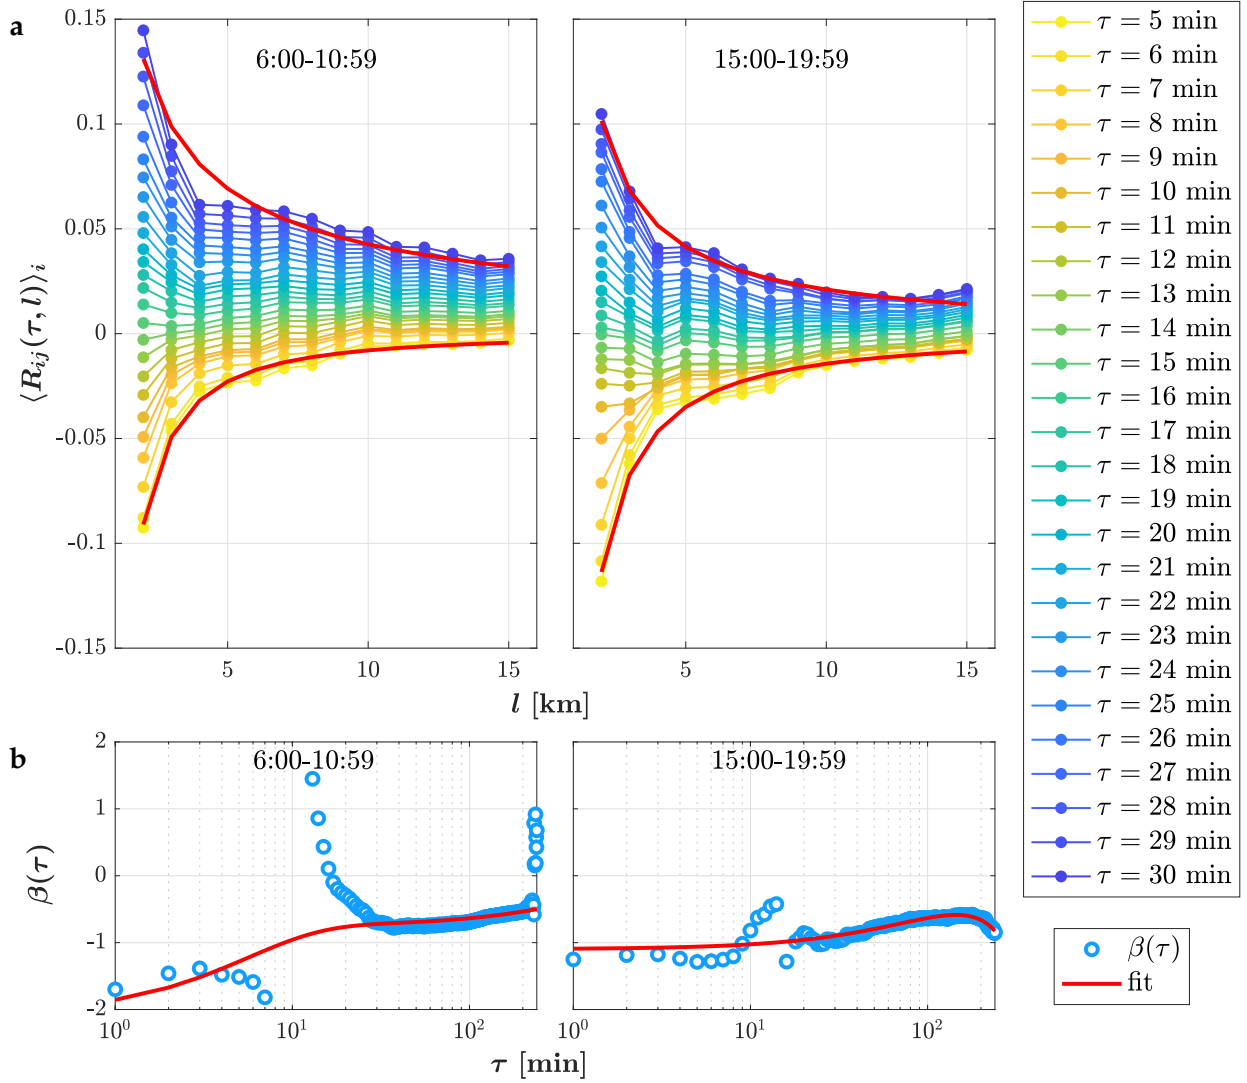 a
0.15
0.1
0.05
0
-0.05
-0.1
-0.15
⟨R_{ij}(τ, l)⟩_i
6:00-10:59
15:00-19:59
5
10
15
5
10
15
l [km]
τ = 5 min
τ = 6 min
τ = 7 min
τ = 8 min
τ = 9 min
τ = 10 min
τ = 11 min
τ = 12 min
τ = 13 min
τ = 14 min
τ = 15 min
τ = 16 min
τ = 17 min
τ = 18 min
τ = 19 min
τ = 20 min
τ = 21 min
τ = 22 min
τ = 23 min
τ = 24 min
τ = 25 min
τ = 26 min
τ = 27 min
τ = 28 min
τ = 29 min
τ = 30 min
b
2
1
0
-1
-2
β(τ)
6:00-10:59
15:00-19:59
10^0
10^1
10^2
10^0
10^1
10^2
τ [min]
β(τ)
fit